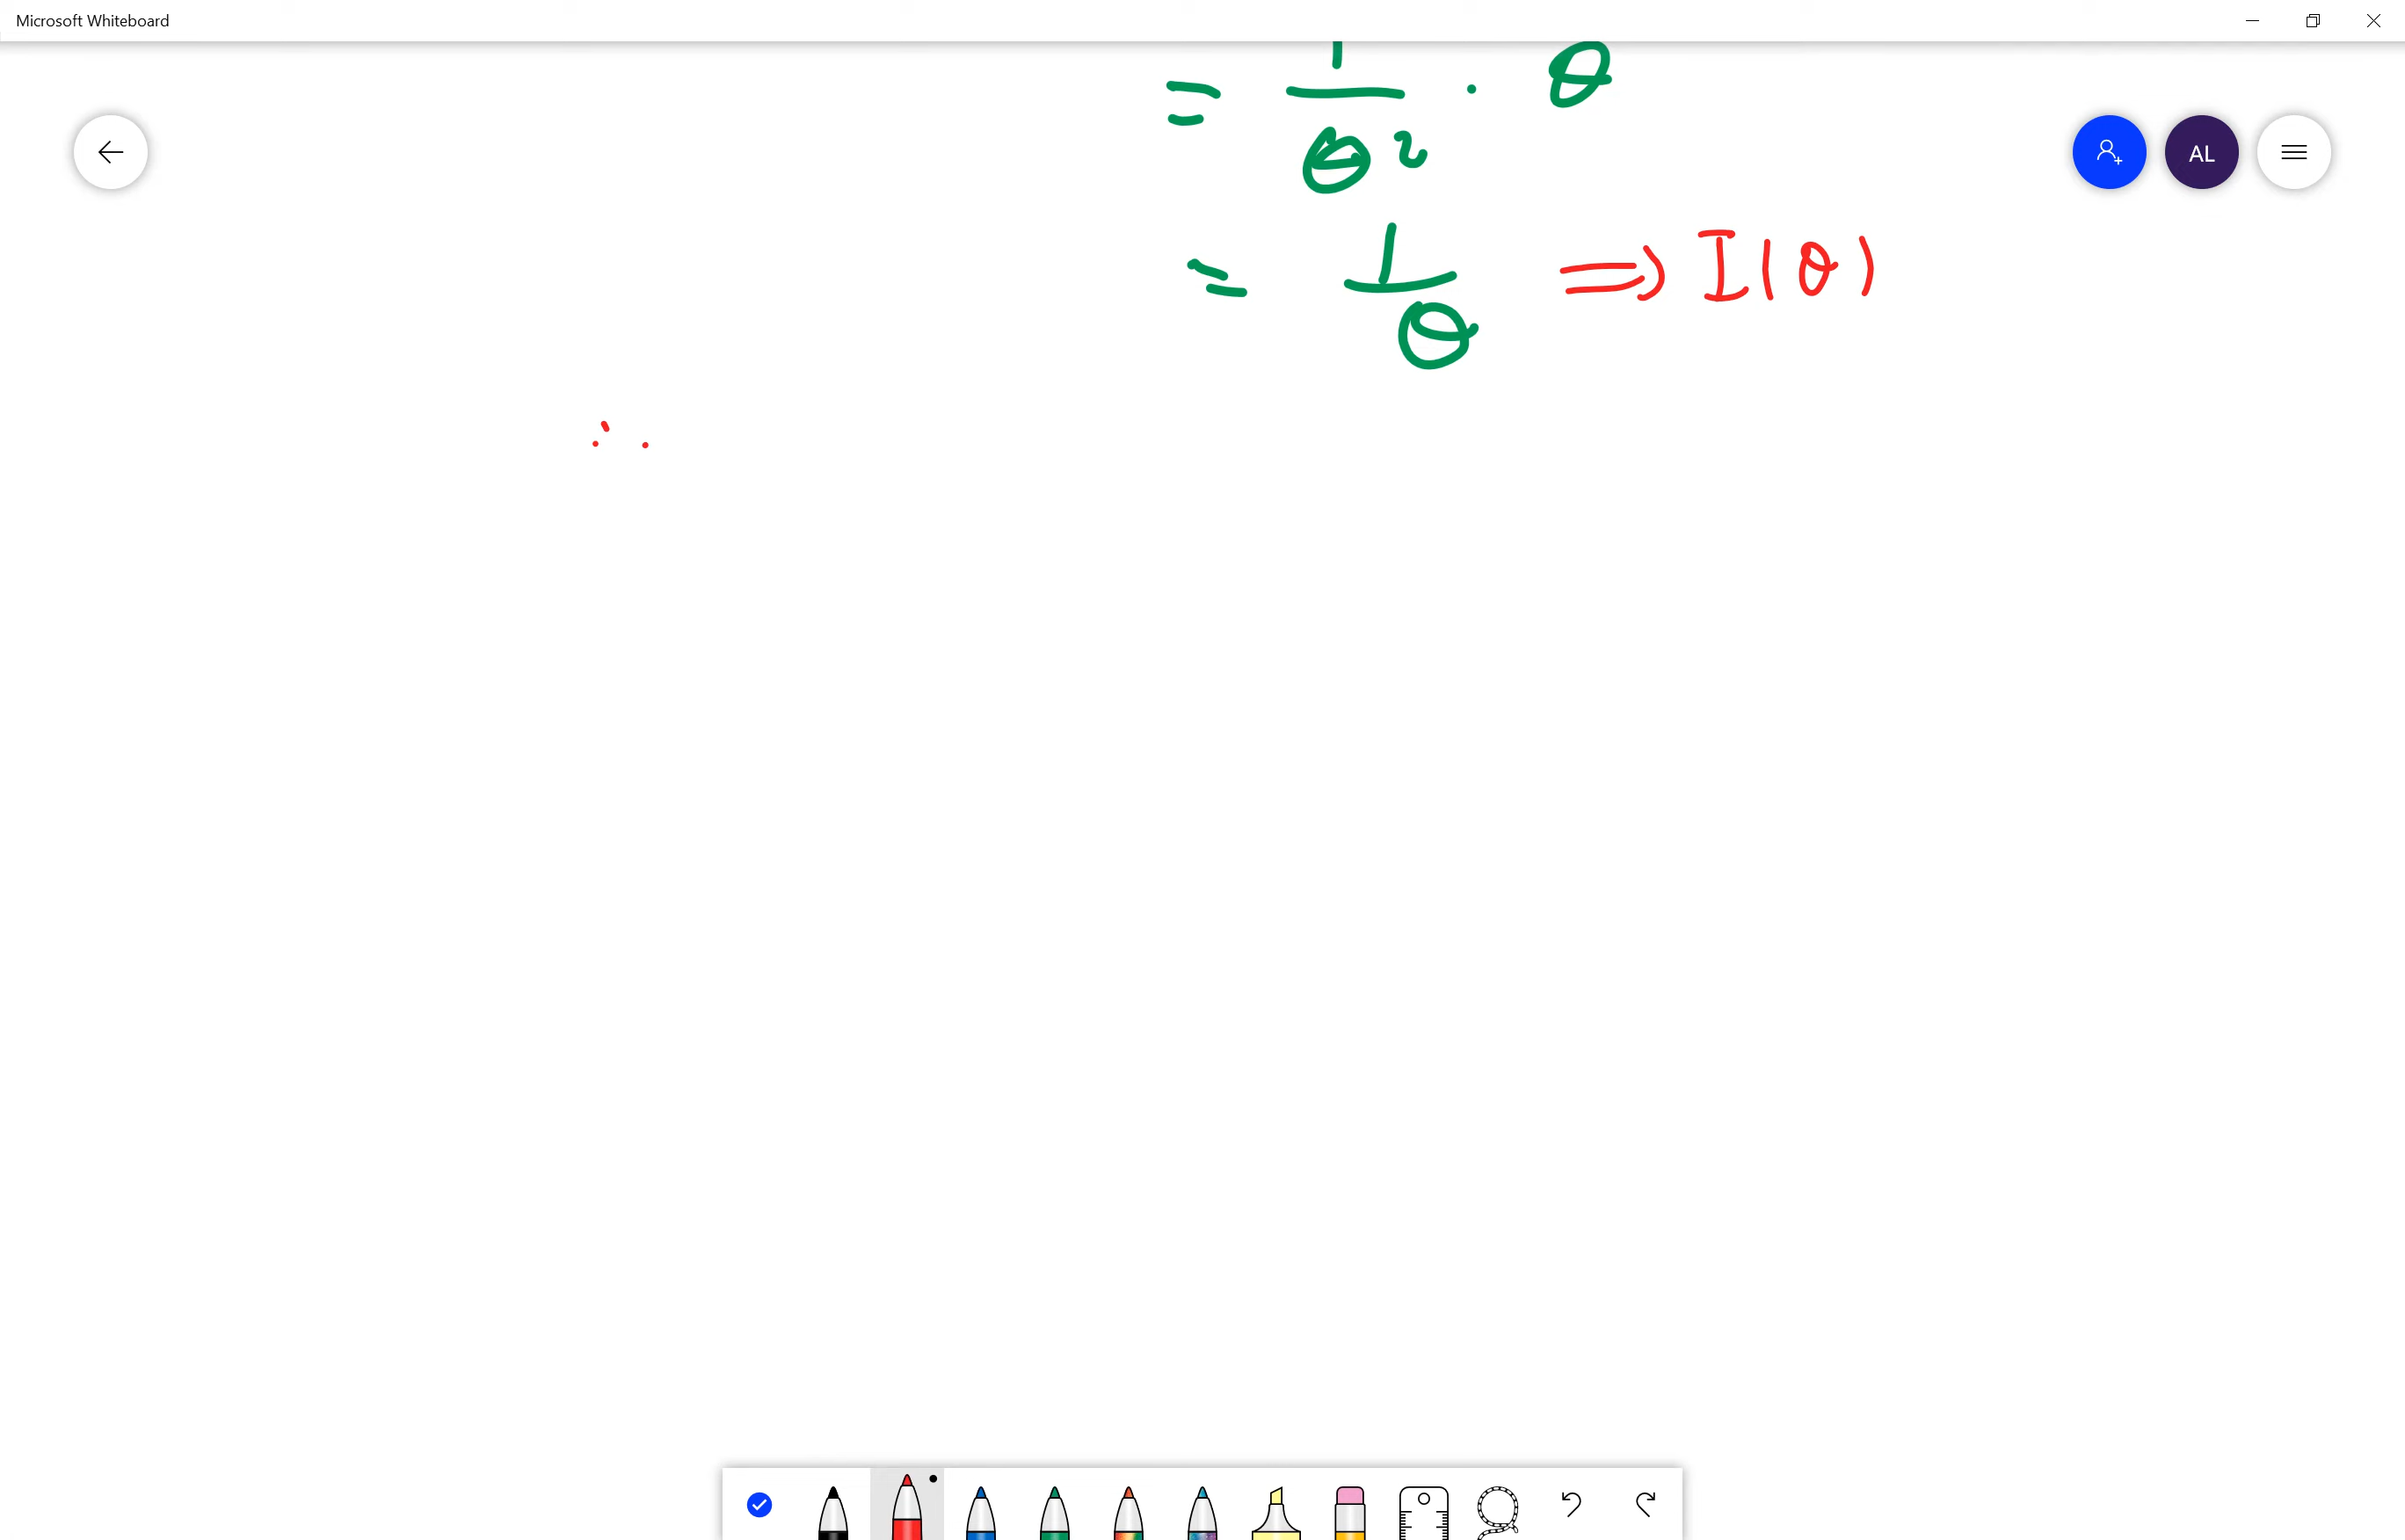 Microsoft Whiteboard
= 1/θ² · θ
AL
= 1/θ ⇒ I(θ)
∴